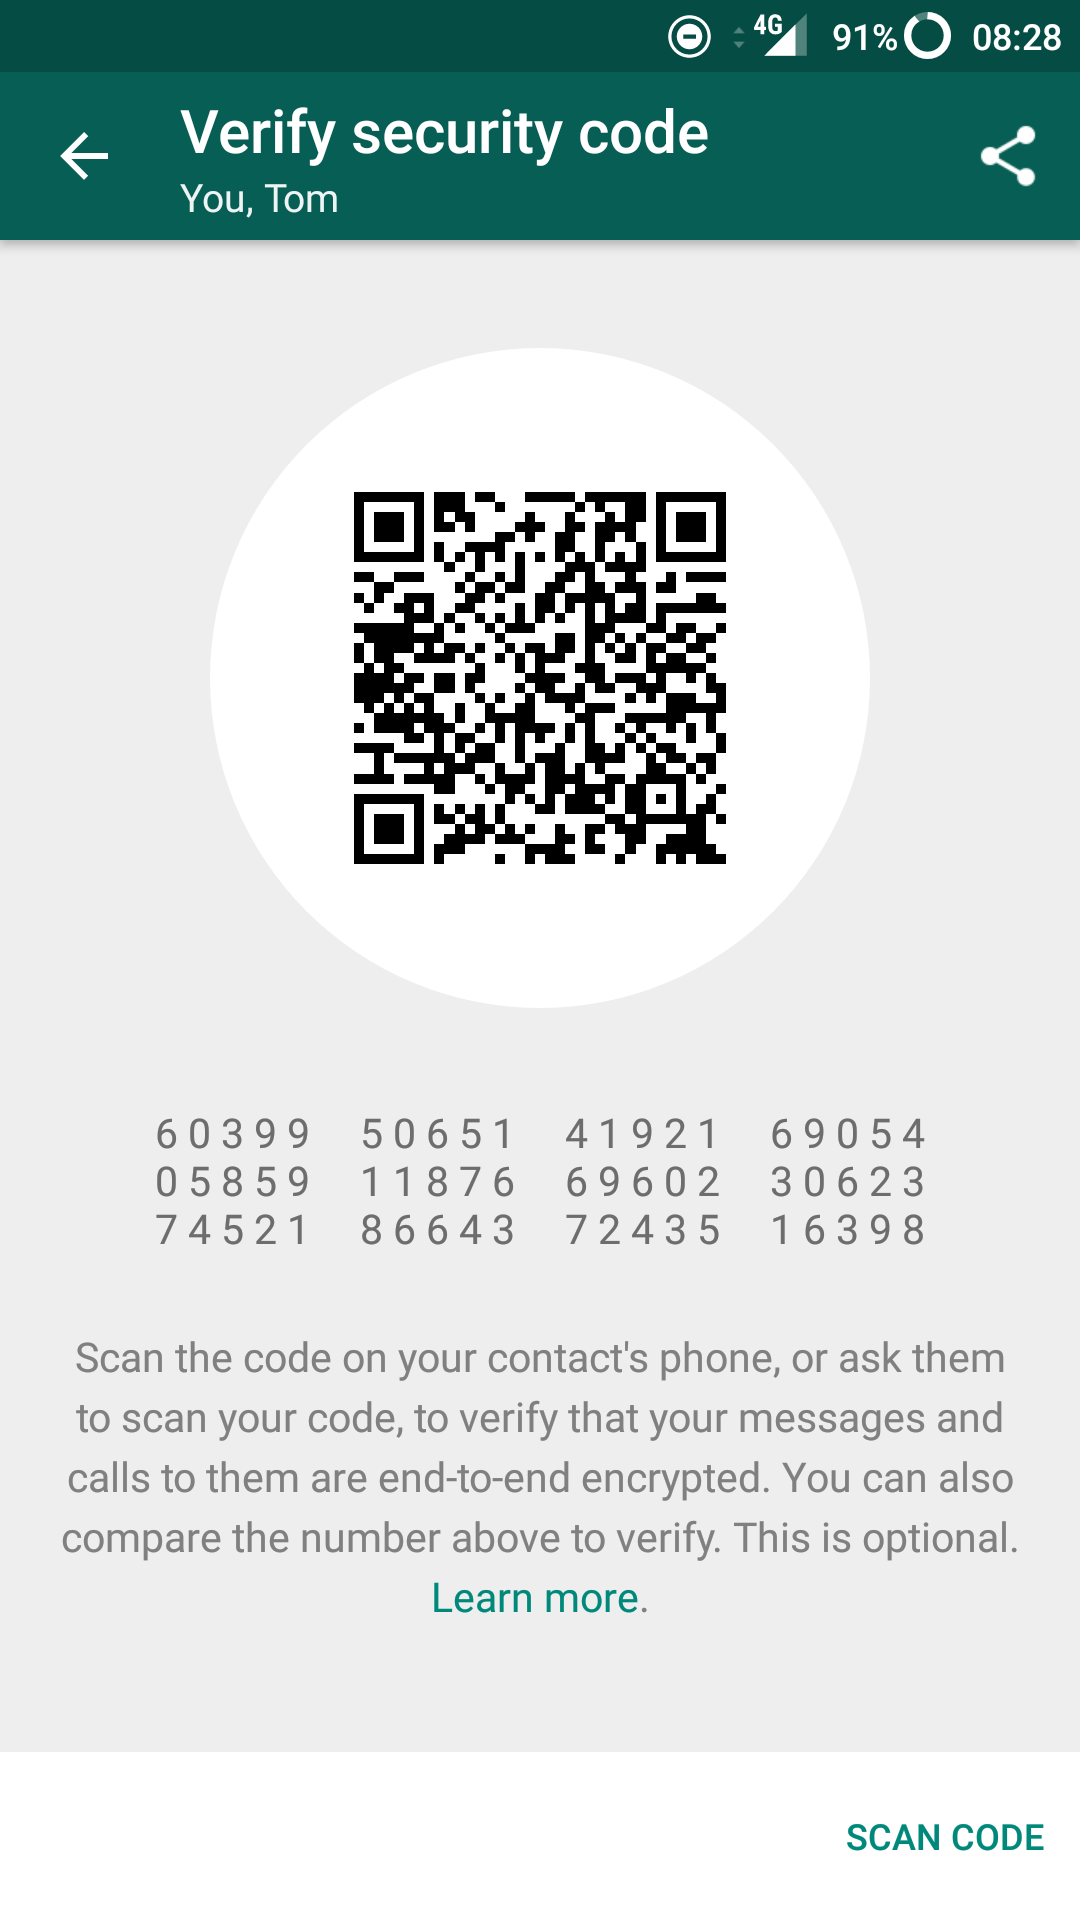 4G 91% 08:28
Verify security code
You, Tom
60399 50651 41921 69054
05859 11876 69602 30623
74521 86643 72435 16398
Scan the code on your contact's phone, or ask them
to scan your code, to verify that your messages and
calls to them are end-to-end encrypted. You can also
compare the number above to verify. This is optional.
Learn more.
SCAN CODE